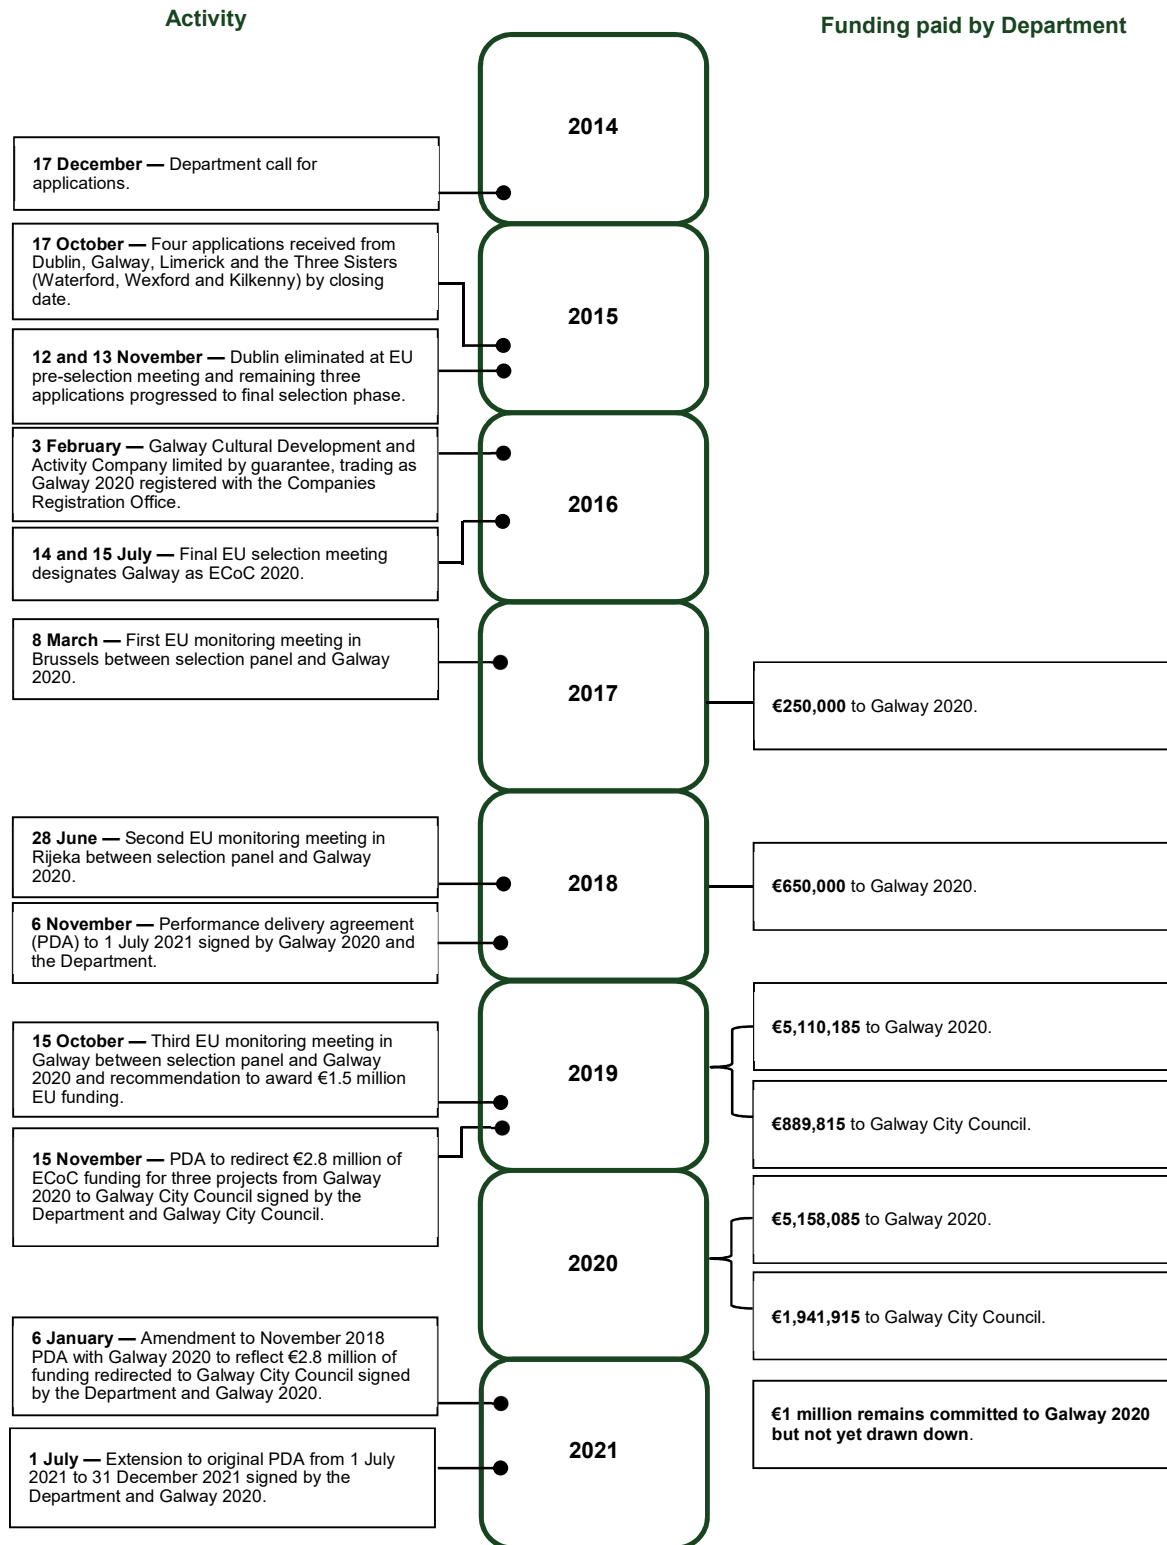 Activity
Funding paid by Department
2014
17 December — Department call for
applications.
2015
17 October — Four applications received from
Dublin, Galway, Limerick and the Three Sisters
(Waterford, Wexford and Kilkenny) by closing
date.
12 and 13 November — Dublin eliminated at EU
pre-selection meeting and remaining three
applications progressed to final selection phase.
2016
3 February — Galway Cultural Development and
Activity Company limited by guarantee, trading as
Galway 2020 registered with the Companies
Registration Office.
14 and 15 July — Final EU selection meeting
designates Galway as ECoC 2020.
2017
8 March — First EU monitoring meeting in
Brussels between selection panel and Galway
2020.
€250,000 to Galway 2020.
2018
28 June — Second EU monitoring meeting in
Rijeka between selection panel and Galway
2020.
6 November — Performance delivery agreement
(PDA) to 1 July 2021 signed by Galway 2020 and
the Department.
€650,000 to Galway 2020.
2019
15 October — Third EU monitoring meeting in
Galway between selection panel and Galway
2020 and recommendation to award €1.5 million
EU funding.
15 November — PDA to redirect €2.8 million of
ECoC funding for three projects from Galway
2020 to Galway City Council signed by the
Department and Galway City Council.
€5,110,185 to Galway 2020.
€889,815 to Galway City Council.
2020
€5,158,085 to Galway 2020.
€1,941,915 to Galway City Council.
2021
6 January — Amendment to November 2018
PDA with Galway 2020 to reflect €2.8 million of
funding redirected to Galway City Council signed
by the Department and Galway 2020.
1 July — Extension to original PDA from 1 July
2021 to 31 December 2021 signed by the
Department and Galway 2020.
€1 million remains committed to Galway 2020
but not yet drawn down.